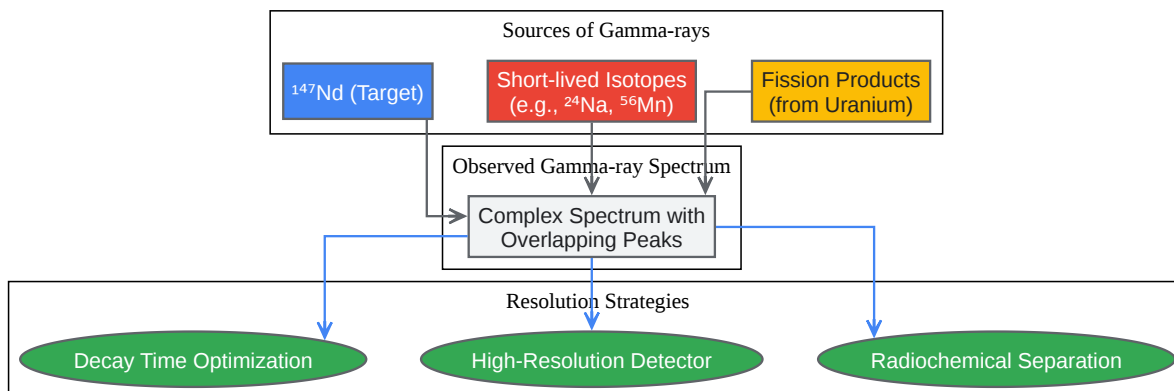 Sources of Gamma-rays
¹⁴⁷Nd (Target)
Short-lived Isotopes
(e.g., ²⁴Na, ⁵⁶Mn)
Fission Products
(from Uranium)
Observed Gamma-ray Spectrum
Complex Spectrum with
Overlapping Peaks
Resolution Strategies
Decay Time Optimization
High-Resolution Detector
Radiochemical Separation